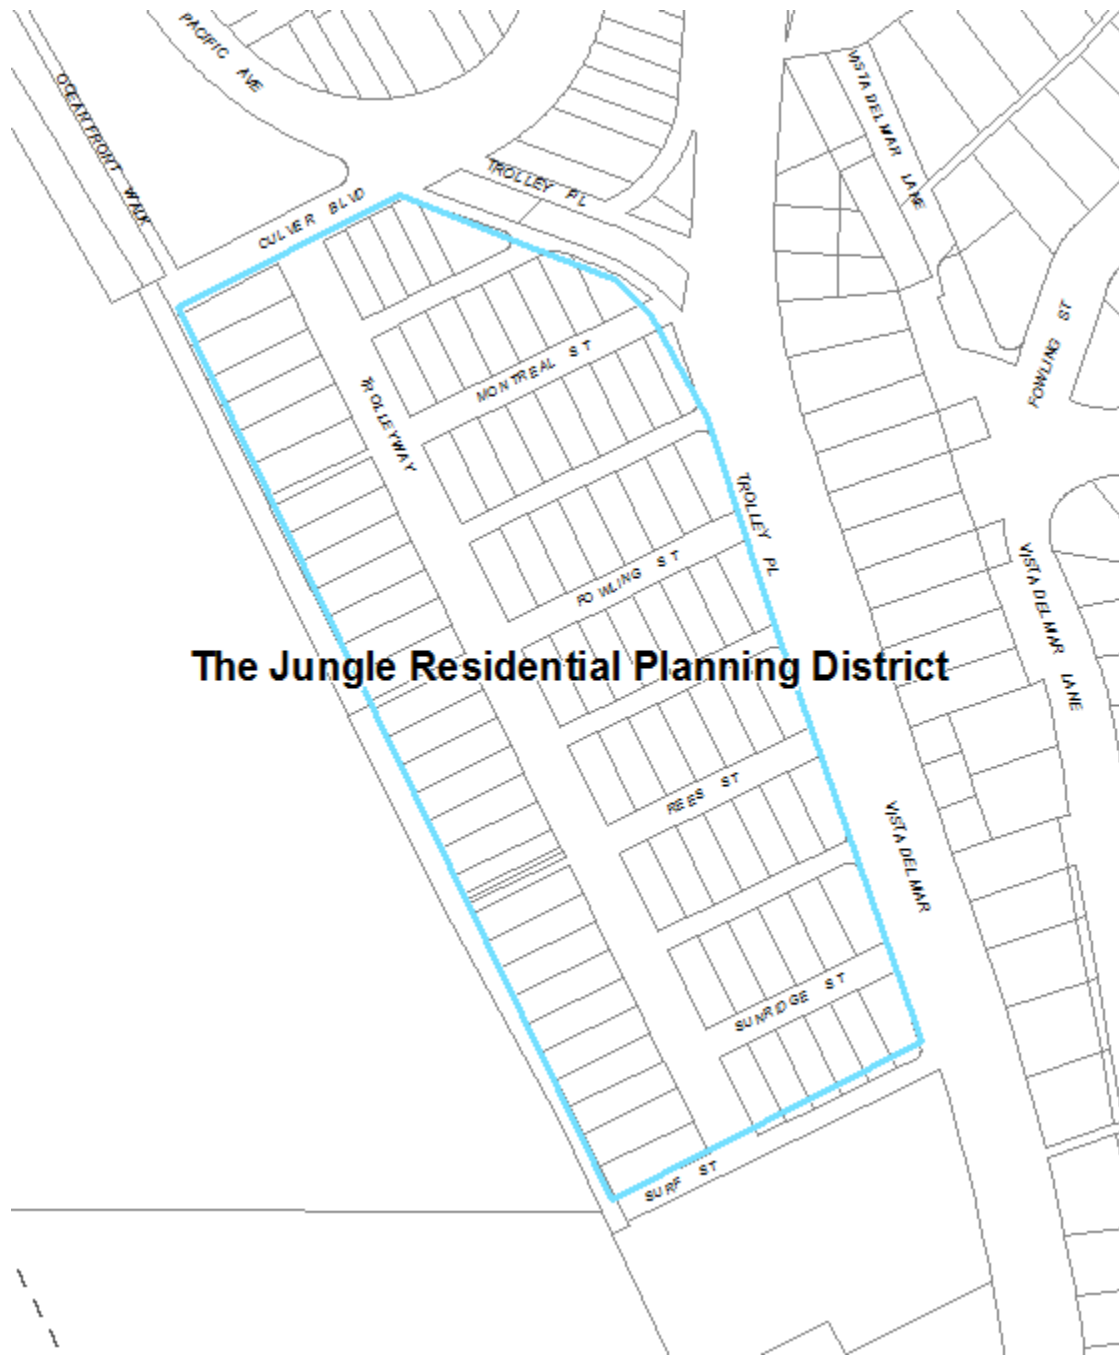 PACIFIC AVE
OCEAN FRONT WALK
VISTA DEL MAR LANE
TROLLEY PL
CULVER BLVD
FOWLING ST
MONTREAL ST
TROLLEYWAY
TROLLEY PL
FOWLING ST
VISTA DEL MAR LANE
The Jungle Residential Planning District
REES ST
VISTA DEL MAR
SUNRIDGE ST
SURF ST